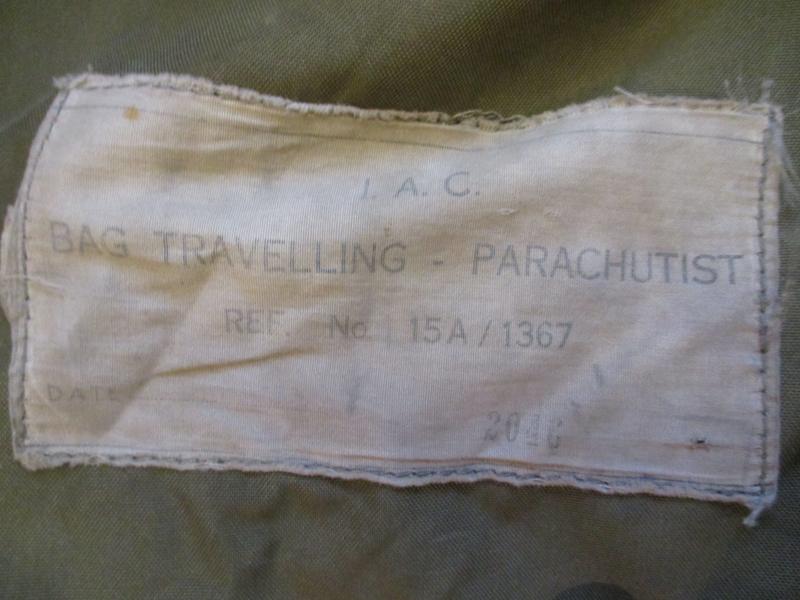 I. A. C.
BAG TRAVELLING - PARACHUTIST
REF. No. 15A/1367
DATE